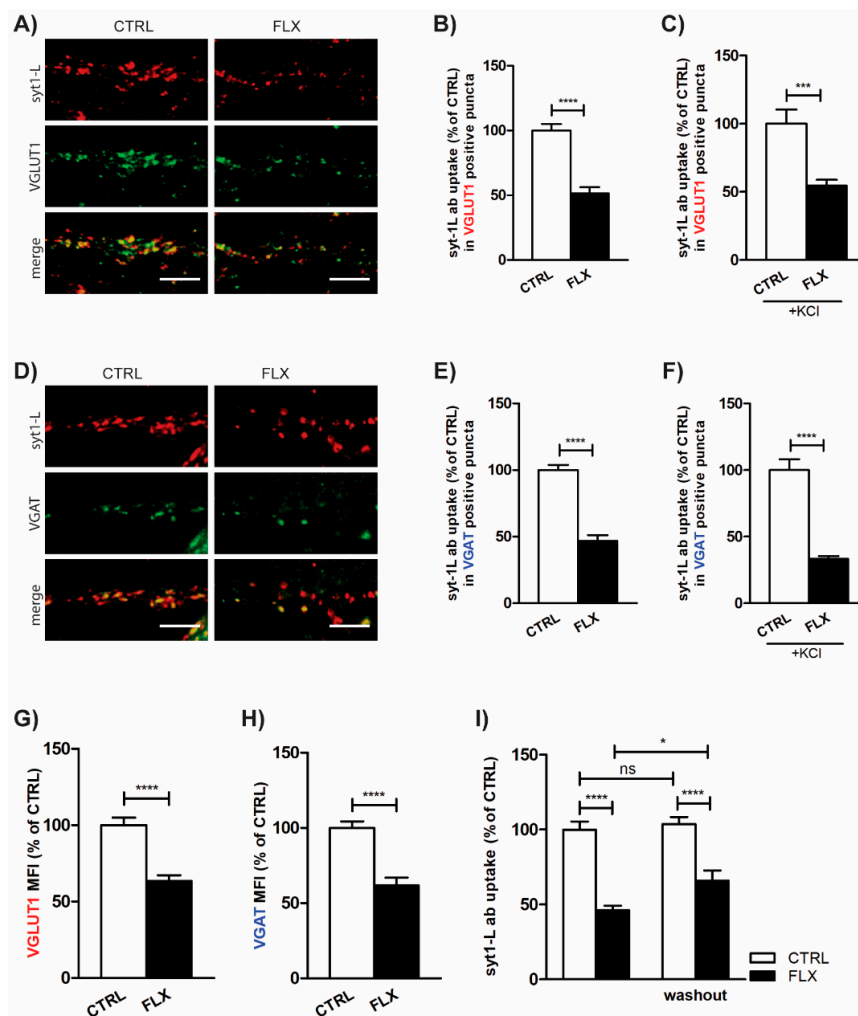 A)
CTRL
FLX
syt1-L
VGLUT1
merge
B)
syt-1L ab uptake (% of CTRL)
in VGLUT1 positive puncta
150
100
50
0
****
CTRL
FLX
C)
syt-1L ab uptake (% of CTRL)
in VGLUT1 positive puncta
150
100
50
0
***
CTRL
FLX
+KCl
D)
CTRL
FLX
syt1-L
VGAT
merge
E)
syt-1L ab uptake (% of CTRL)
in VGAT positive puncta
150
100
50
0
****
CTRL
FLX
F)
syt-1L ab uptake (% of CTRL)
in VGAT positive puncta
150
100
50
0
****
CTRL
FLX
+KCl
G)
VGLUT1 MFI (% of CTRL)
150
100
50
0
****
CTRL
FLX
H)
VGAT MFI (% of CTRL)
150
100
50
0
****
CTRL
FLX
I)
syt1-L ab uptake (% of CTRL)
150
100
50
0
*
ns
****
****
washout
CTRL
FLX